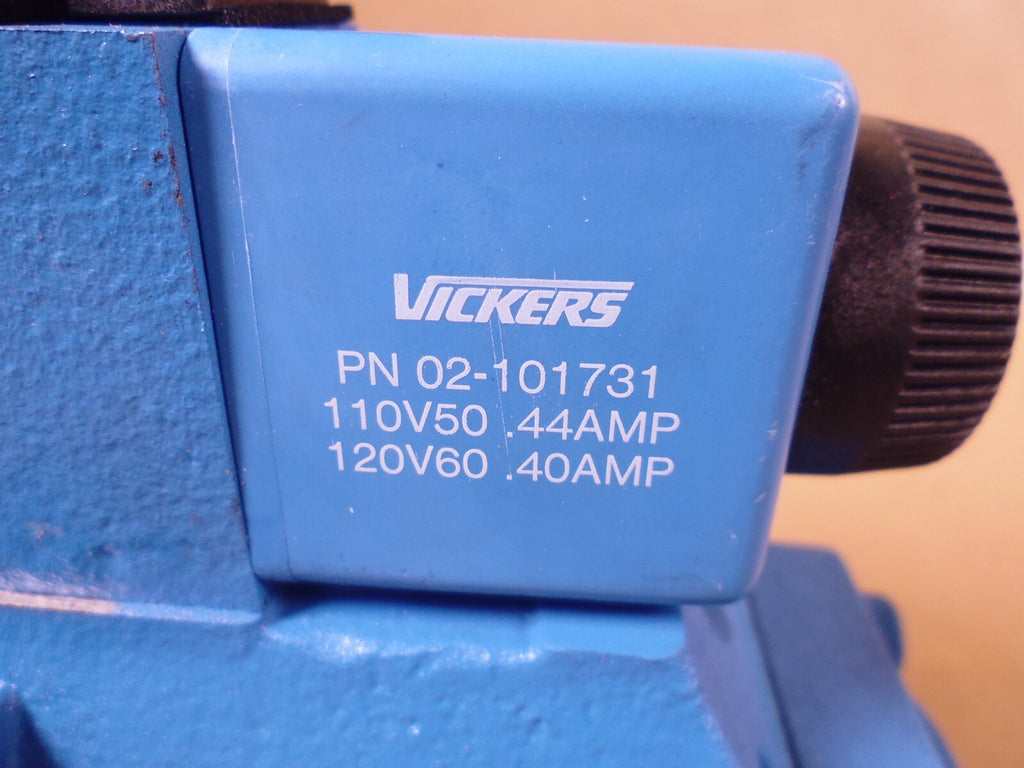 VICKERS
PN 02-101731
110V50 .44AMP
120V60 .40AMP